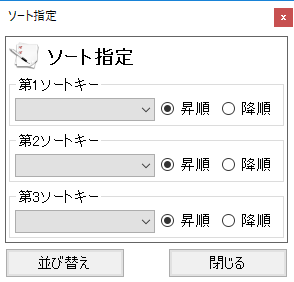 ソート指定
ソート指定
第1ソートキー
昇順 降順
第2ソートキー
昇順 降順
第3ソートキー
昇順 降順
並び替え 閉じる